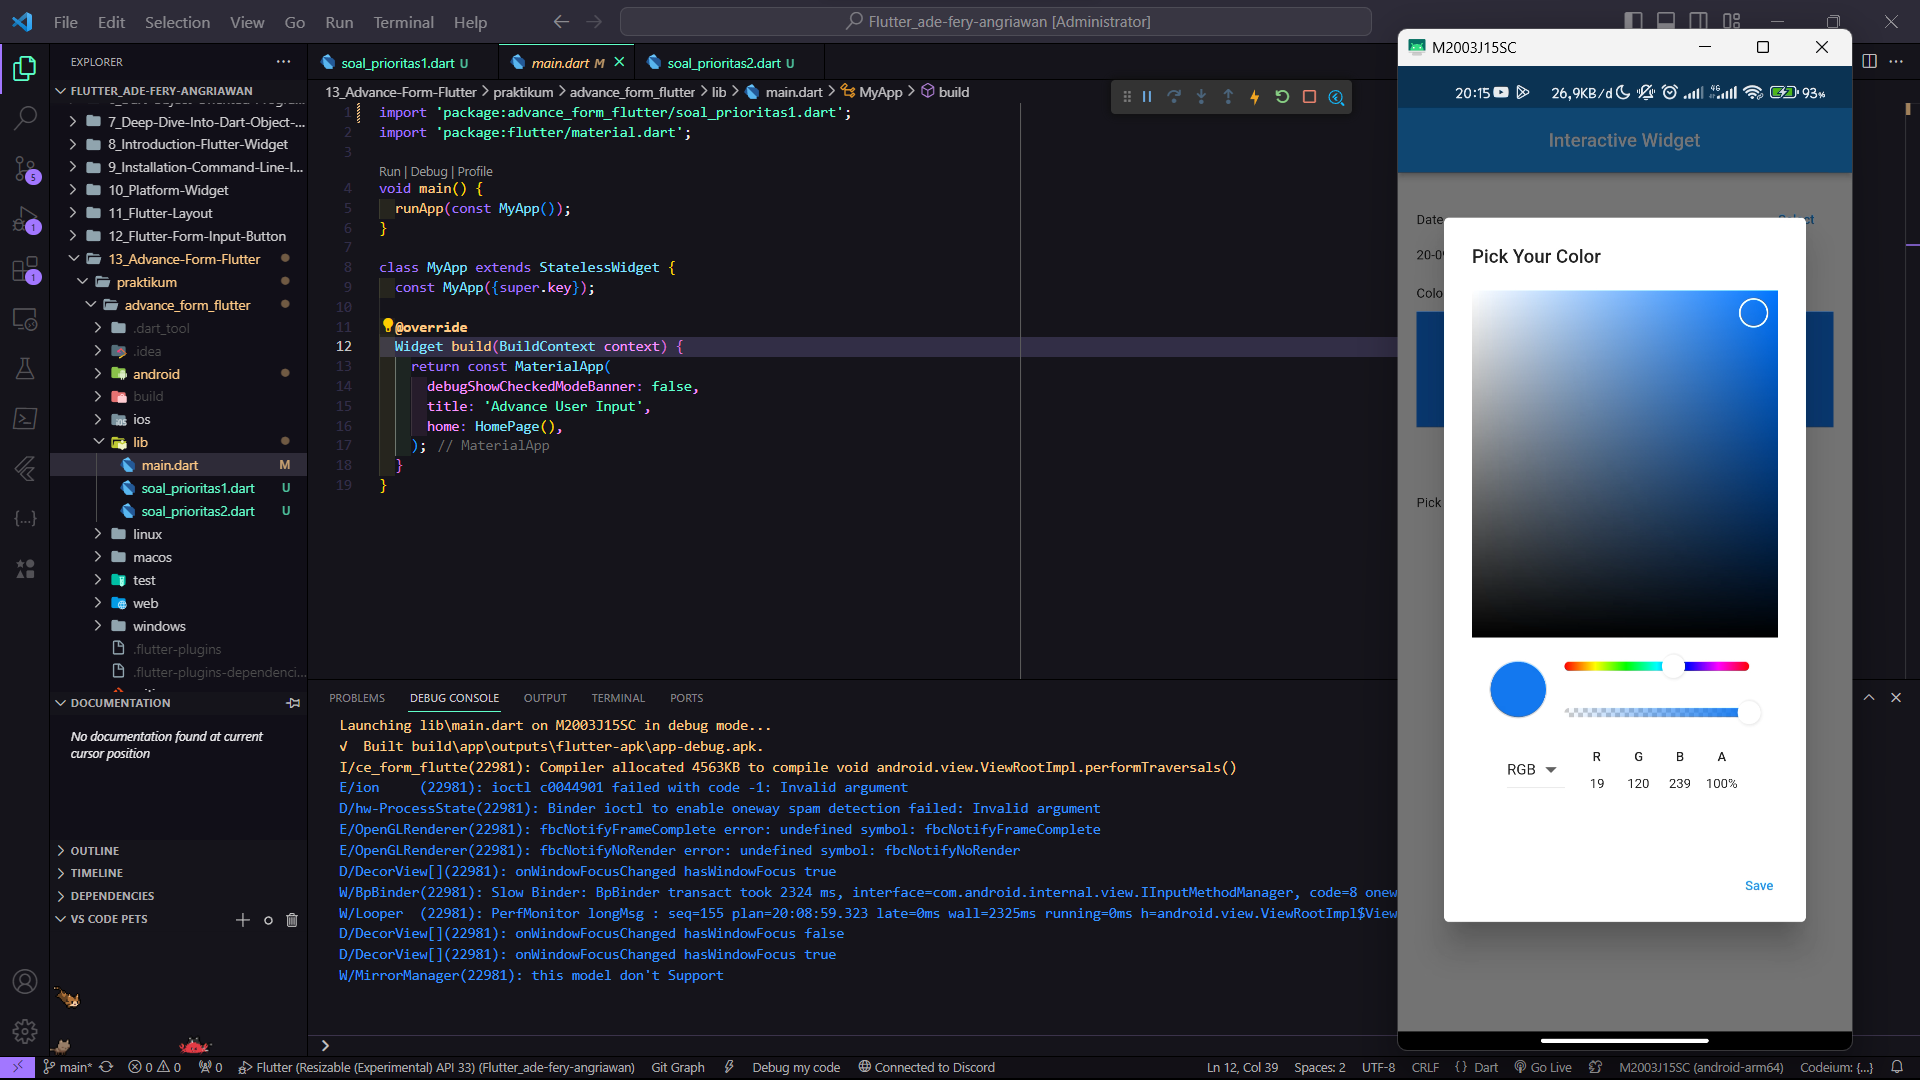 File Edit Selection View Go Run Terminal Help
Flutter_ade-fery-angriawan [Administrator]
EXPLORER
FLUTTER_ADE-FERY-ANGRIAWAN
7_Deep-Dive-Into-Dart-Object-...
8_Introduction-Flutter-Widget
9_Installation-Command-Line-I...
10_Platform-Widget
11_Flutter-Layout
12_Flutter-Form-Input-Button
13_Advance-Form-Flutter
praktikum
advance_form_flutter
.dart_tool
.idea
android
build
ios
lib
main.dart M
soal_prioritas1.dart U
soal_prioritas2.dart U
linux
macos
test
web
windows
.flutter-plugins
.flutter-plugins-dependenci...
DOCUMENTATION
No documentation found at current
cursor position
OUTLINE
TIMELINE
DEPENDENCIES
VS CODE PETS
5
1
1
soal_prioritas1.dart U
main.dart M
soal_prioritas2.dart U
13_Advance-Form-Flutter > praktikum > advance_form_flutter > lib > main.dart > MyApp > build
1 import 'package:advance_form_flutter/soal_prioritas1.dart';
2 import 'package:flutter/material.dart';
3
Run | Debug | Profile
4 void main() {
5 runApp(const MyApp());
6 }
7
8 class MyApp extends StatelessWidget {
9 const MyApp({super.key});
10
11 @override
12 Widget build(BuildContext context) {
13 return const MaterialApp(
14 debugShowCheckedModeBanner: false,
15 title: 'Advance User Input',
16 home: HomePage(),
17 ); // MaterialApp
18 }
19 }
PROBLEMS DEBUG CONSOLE OUTPUT TERMINAL PORTS
Launching lib\main.dart on M2003J15SC in debug mode...
√ Built build\app\outputs\flutter-apk\app-debug.apk.
I/ce_form_flutte(22981): Compiler allocated 4563KB to compile void android.view.ViewRootImpl.performTraversals()
E/ion (22981): ioctl c0044901 failed with code -1: Invalid argument
D/hw-ProcessState(22981): Binder ioctl to enable oneway spam detection failed: Invalid argument
E/OpenGLRenderer(22981): fbcNotifyFrameComplete error: undefined symbol: fbcNotifyFrameComplete
E/OpenGLRenderer(22981): fbcNotifyNoRender error: undefined symbol: fbcNotifyNoRender
D/DecorView[](22981): onWindowFocusChanged hasWindowFocus true
W/BpBinder(22981): Slow Binder: BpBinder transact took 2324 ms, interface=com.android.internal.view.IInputMethodManager, code=8 onew
W/Looper (22981): PerfMonitor longMsg : seq=155 plan=20:08:59.323 late=0ms wall=2325ms running=0ms h=android.view.ViewRootImpl$View
D/DecorView[](22981): onWindowFocusChanged hasWindowFocus false
D/DecorView[](22981): onWindowFocusChanged hasWindowFocus true
W/MirrorManager(22981): this model don't Support
M2003J15SC
20:15 26,9KB/d 4G 93%
Interactive Widget
Date
20-0
Colo
Pick
Pick Your Color
RGB
R G B A
19 120 239 100%
Save
main* 0 0 0 Flutter (Resizable (Experimental) API 33) (Flutter_ade-fery-angriawan) Git Graph Debug my code Connected to Discord Ln 12, Col 39 Spaces: 2 UTF-8 CRLF {} Dart Go Live M2003J15SC (android-arm64) Codeium: {...}